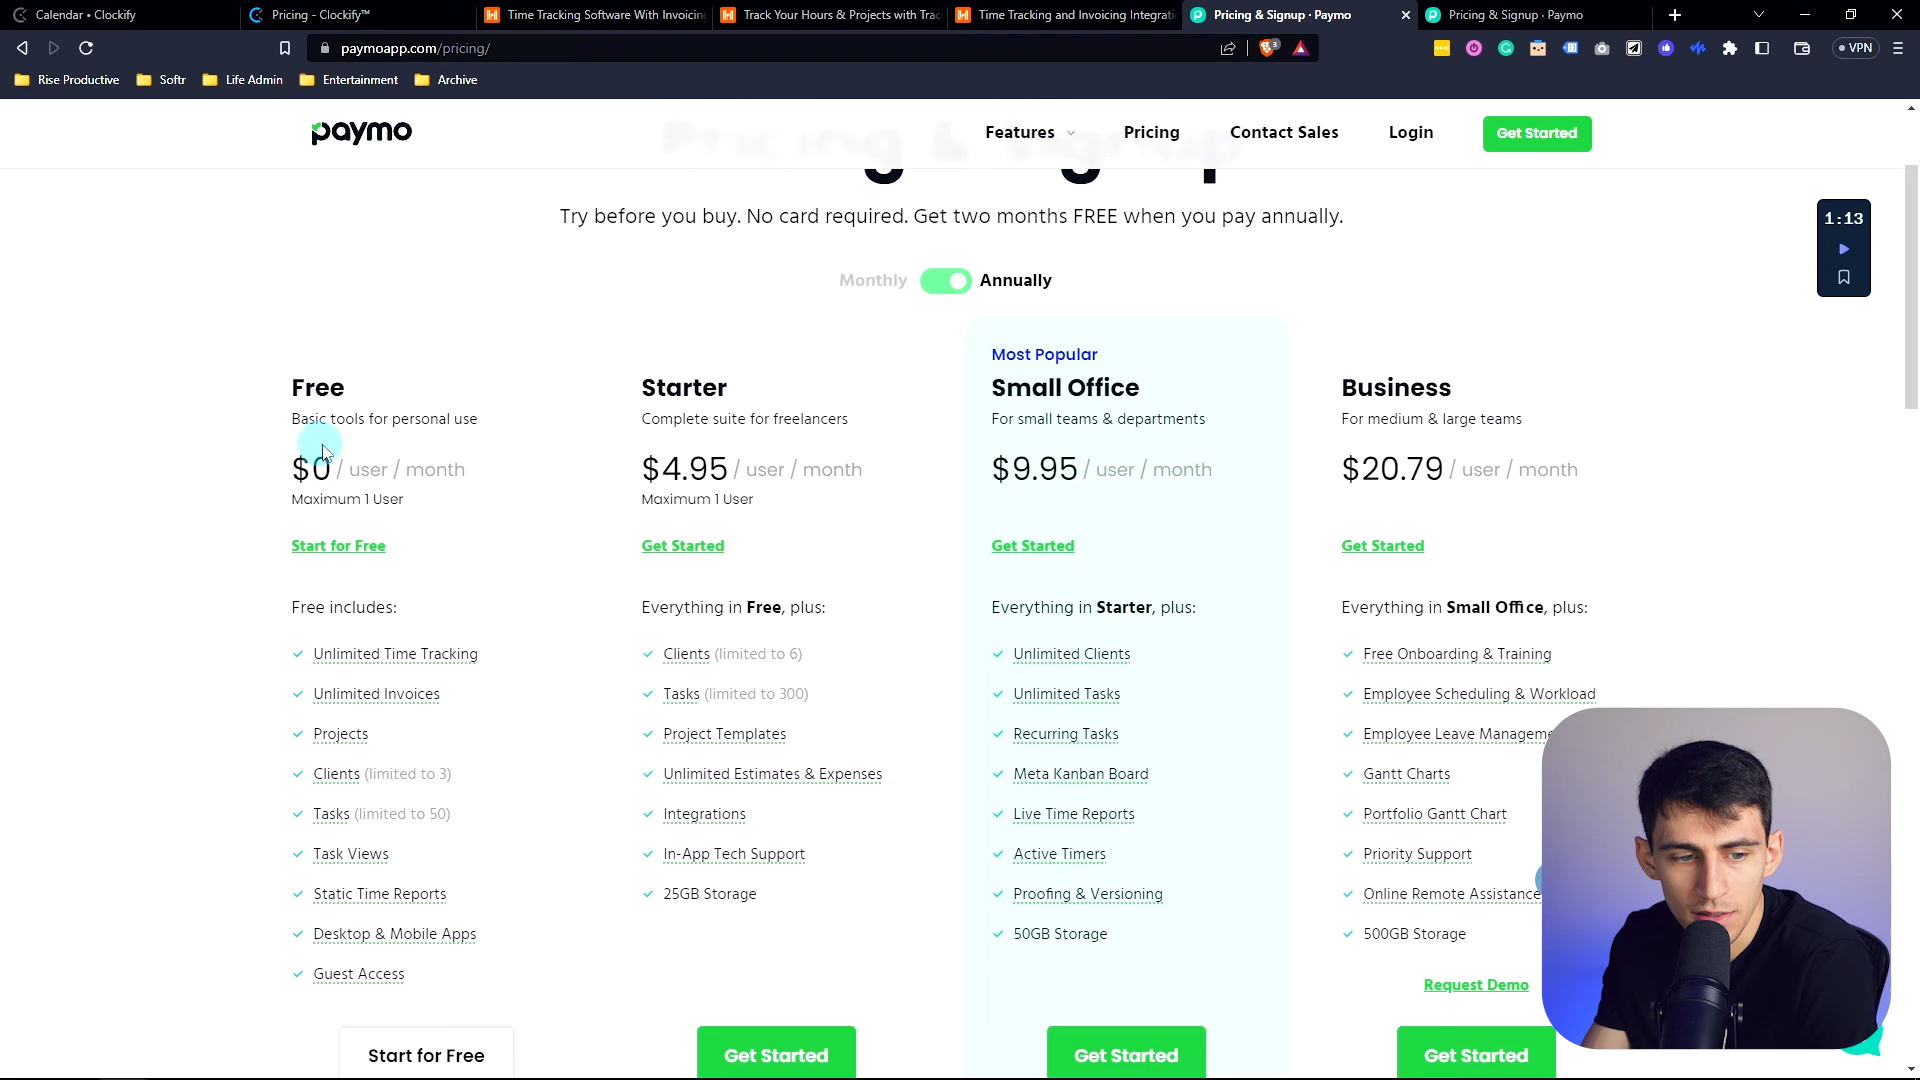 Calendar • Clockify
Pricing - Clockify™
Time Tracking Software With Invoicing
Track Your Hours & Projects with Trac
Time Tracking and Invoicing Integrati
Pricing & Signup · Paymo
Pricing & Signup · Paymo
paymoapp.com/pricing/
3
VPN
Rise Productive
Softr
Life Admin
Entertainment
Archive
paymo
Features
Pricing
Contact Sales
Login
Get Started
Pricing & Signup
Try before you buy. No card required. Get two months FREE when you pay annually.
1:13
Monthly
Annually
Free
Basic tools for personal use
$0 / user / month
Maximum 1 User
Start for Free
Free includes:
Unlimited Time Tracking
Unlimited Invoices
Projects
Clients (limited to 3)
Tasks (limited to 50)
Task Views
Static Time Reports
Desktop & Mobile Apps
Guest Access
Start for Free
Starter
Complete suite for freelancers
$4.95 / user / month
Maximum 1 User
Get Started
Everything in Free, plus:
Clients (limited to 6)
Tasks (limited to 300)
Project Templates
Unlimited Estimates & Expenses
Integrations
In-App Tech Support
25GB Storage
Get Started
Most Popular
Small Office
For small teams & departments
$9.95 / user / month
Get Started
Everything in Starter, plus:
Unlimited Clients
Unlimited Tasks
Recurring Tasks
Meta Kanban Board
Live Time Reports
Active Timers
Proofing & Versioning
50GB Storage
Get Started
Business
For medium & large teams
$20.79 / user / month
Get Started
Everything in Small Office, plus:
Free Onboarding & Training
Employee Scheduling & Workload
Employee Leave Manageme
Gantt Charts
Portfolio Gantt Chart
Priority Support
Online Remote Assistance
500GB Storage
Request Demo
Get Started